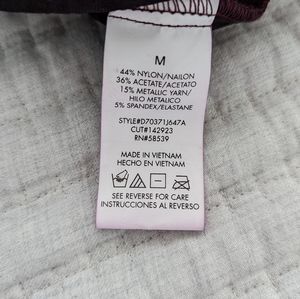 M
44% NYLON/NAILON
36% ACETATE/ACETATO
15% METALLIC YARN/
HILO METALICO
5% SPANDEX/ELASTANO
STYLE#D70371J647A
CUT#142923
RN#58539
MADE IN VIETNAM
HECHO EN VIETNAM
SEE REVERSE FOR CARE
INSTRUCCIONES AL REVERSO